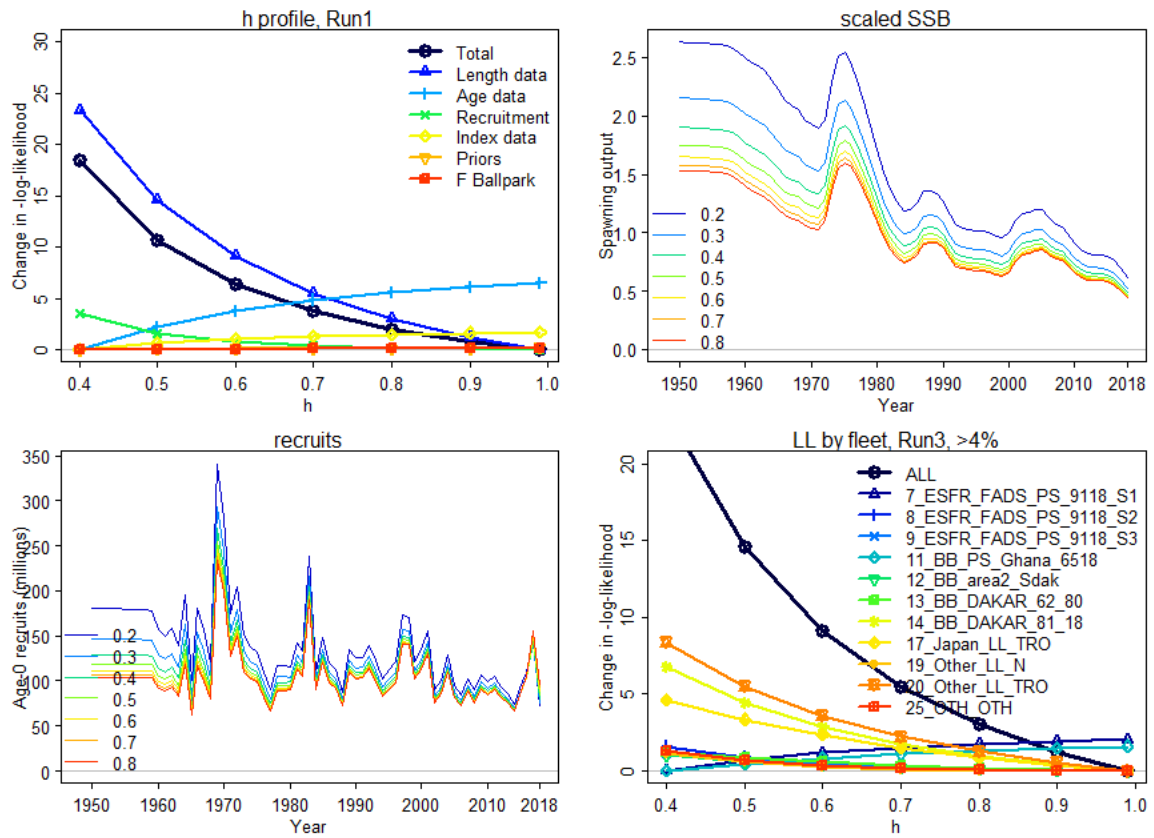 h profile, Run1
Change in -log-likelihood
30
25
20
15
10
5
0
Total
Length data
Age data
Recruitment
Index data
Priors
F Ballpark
0.4 0.5 0.6 0.7 0.8 0.9 1.0
h
scaled SSB
Spawning output
2.5
2.0
1.5
1.0
0.5
0.0
0.2
0.3
0.4
0.5
0.6
0.7
0.8
1950 1960 1970 1980 1990 2000 2010 2018
Year
recruits
Age-0 recruits (millions)
350
300
250
200
150
100
50
0
0.2
0.3
0.4
0.5
0.6
0.7
0.8
1950 1960 1970 1980 1990 2000 2010 2018
Year
LL by fleet, Run3, >4%
Change in -log-likelihood
20
15
10
5
0
ALL
7_ESFR_FADS_PS_9118_S1
8_ESFR_FADS_PS_9118_S2
9_ESFR_FADS_PS_9118_S3
11_BB_PS_Ghana_6518
12_BB_area2_Sdak
13_BB_DAKAR_62_80
14_BB_DAKAR_81_18
17_Japan_LL_TRO
19_Other_LL_N
20_Other_LL_TRO
25_OTH_OTH
0.4 0.5 0.6 0.7 0.8 0.9 1.0
h